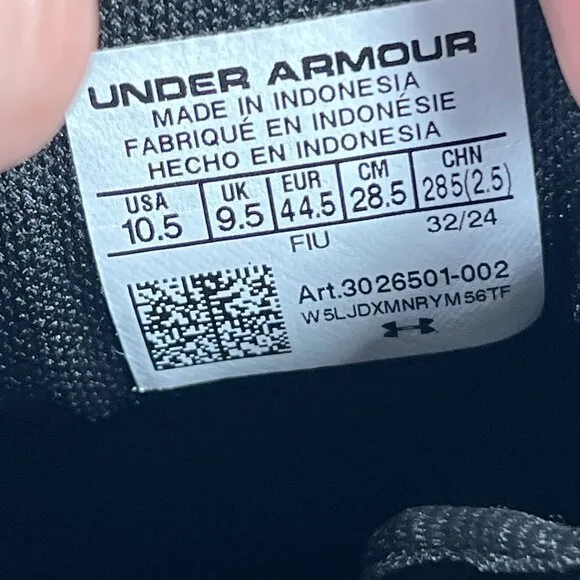 UNDER ARMOUR
MADE IN INDONESIA
FABRIQUÉ EN INDONÉSIE
HECHO EN INDONESIA
USA UK EUR CM CHN
10.5 9.5 44.5 28.5 285(2.5)
FIU 32/24
Art.3026501-002
W5LJDXMNRYM56TF